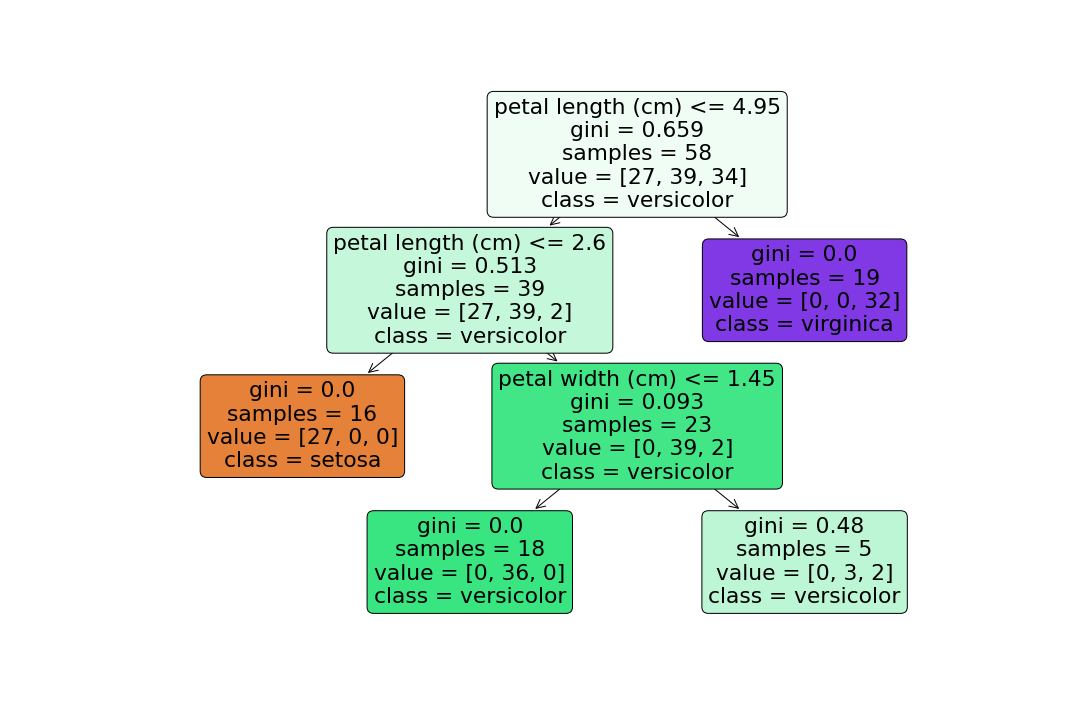 petal length (cm) <= 4.95
gini = 0.659
samples = 58
value = [27, 39, 34]
class = versicolor
petal length (cm) <= 2.6
gini = 0.513
samples = 39
value = [27, 39, 2]
class = versicolor
gini = 0.0
samples = 19
value = [0, 0, 32]
class = virginica
gini = 0.0
samples = 16
value = [27, 0, 0]
class = setosa
petal width (cm) <= 1.45
gini = 0.093
samples = 23
value = [0, 39, 2]
class = versicolor
gini = 0.0
samples = 18
value = [0, 36, 0]
class = versicolor
gini = 0.48
samples = 5
value = [0, 3, 2]
class = versicolor